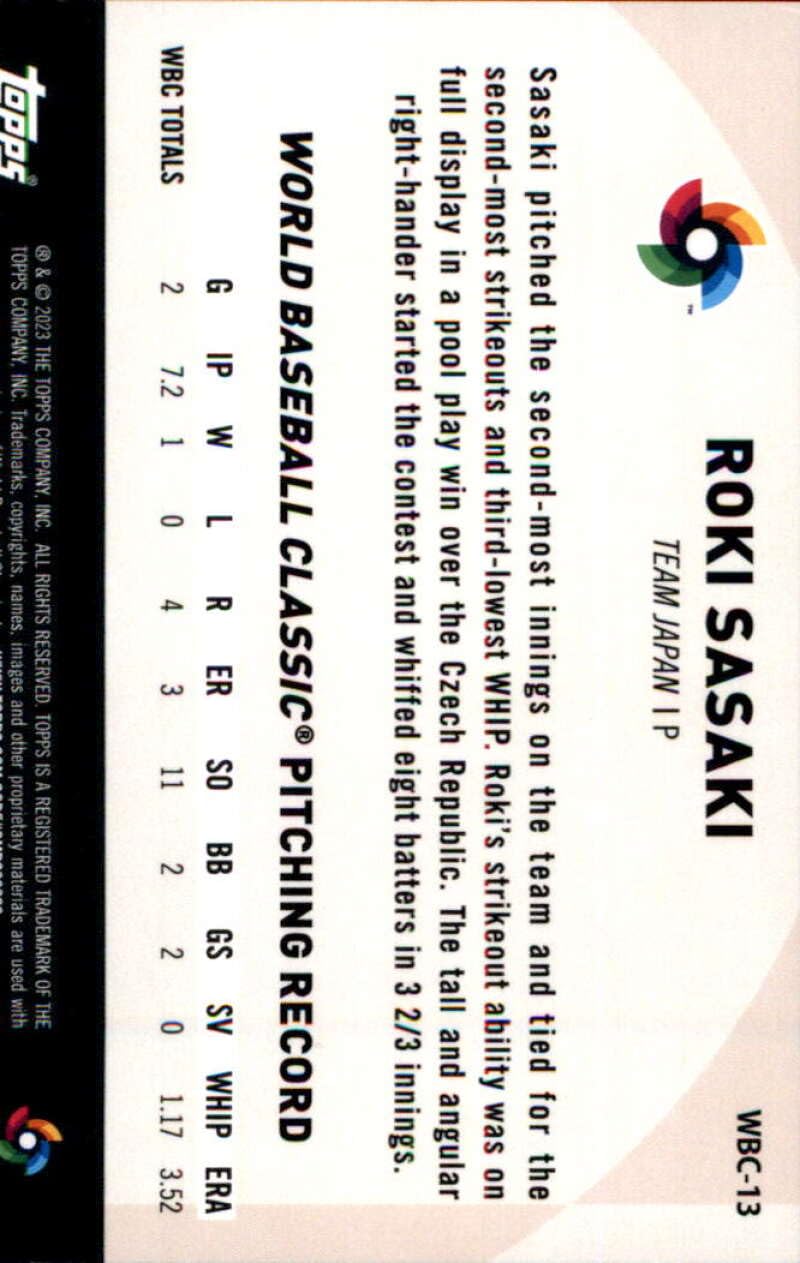 WBC-13
ROKI SASAKI
TEAM JAPAN | P
™
Sasaki pitched the second-most innings on the team and tied for the
second-most strikeouts and third-lowest WHIP. Roki's strikeout ability was on
full display in a pool play win over the Czech Republic. The tall and angular
right-hander started the contest and whiffed eight batters in 3 2/3 innings.
WORLD BASEBALL CLASSIC® PITCHING RECORD
G IP W L R ER SO BB GS SV WHIP ERA
WBC TOTALS 2 7.2 1 0 4 3 11 2 2 0 1.17 3.52
topps®
® & © 2023 THE TOPPS COMPANY, INC. ALL RIGHTS RESERVED. TOPPS IS A REGISTERED TRADEMARK OF THE
TOPPS COMPANY, INC. Trademarks, copyrights, names, images and other proprietary materials are used with